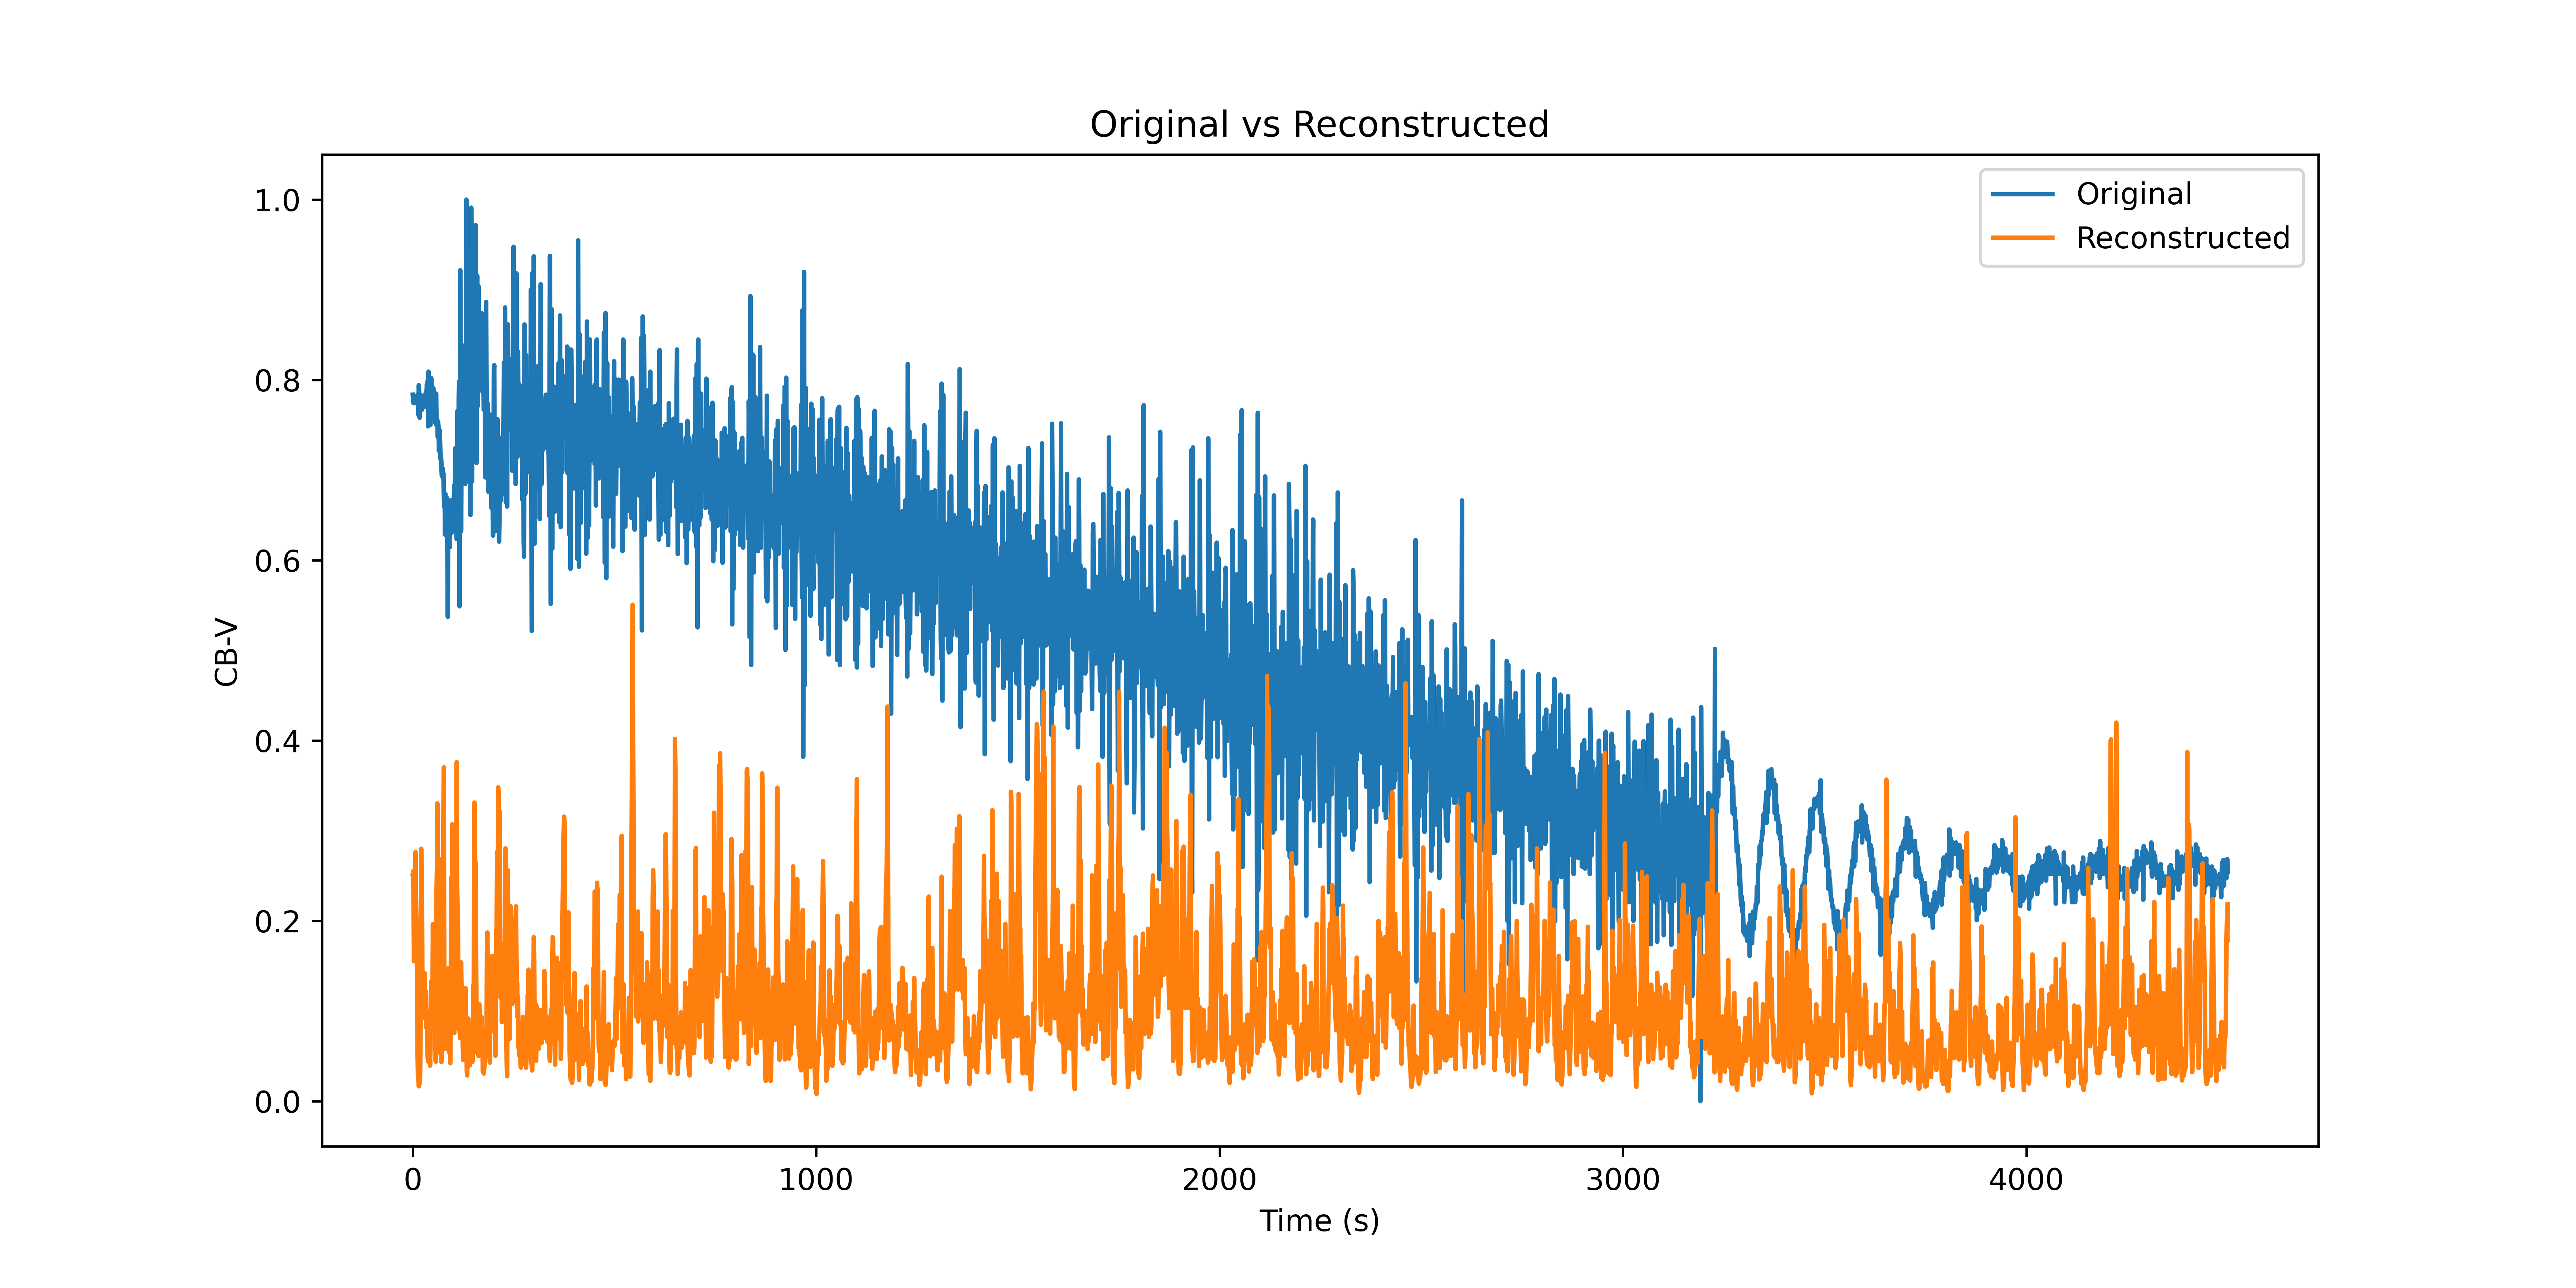 Original vs Reconstructed
Original
Reconstructed
1.0
0.8
0.6
0.4
0.2
0.0
CB-V
0
1000
2000
3000
4000
Time (s)